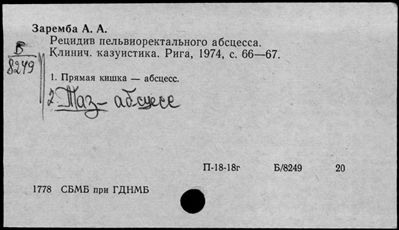 Заремба А. А.
Рецидив пельвиоректального абсцесса.
Клинич. казуистика. Рига, 1974, с. 66—67.
Б
8249
1. Прямая кишка — абсцесс.
2. Таз — абсцесс
П-18-18г Б/8249 20
1778 СБМБ при ГДНМБ